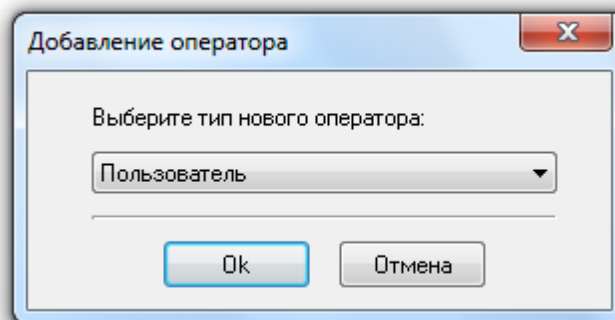 Добавление оператора
Выберите тип нового оператора:
Пользователь
Ok
Отмена